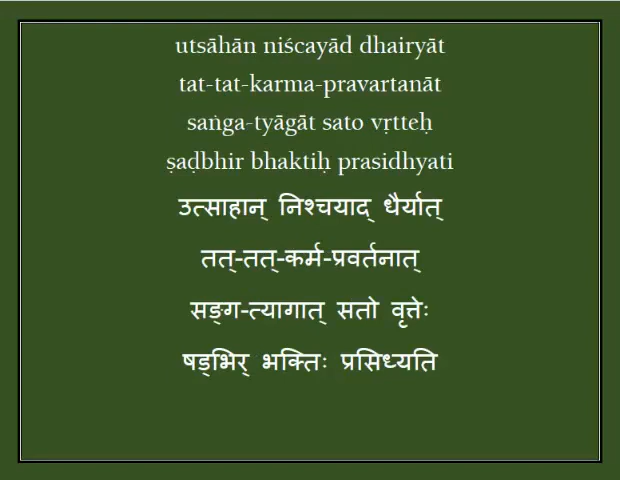 utsāhān niścayād dhairyāt
tat-tat-karma-pravartanāt
saṅga-tyāgāt sato vṛtteḥ
ṣaḍbhir bhaktiḥ prasidhyati
उत्साहान् निश्चयाद् धैर्यात्
तत्-तत्-कर्म-प्रवर्तनात्
सङ्ग-त्यागात् सतो वृत्तेः
षड्भिर् भक्तिः प्रसिध्यति